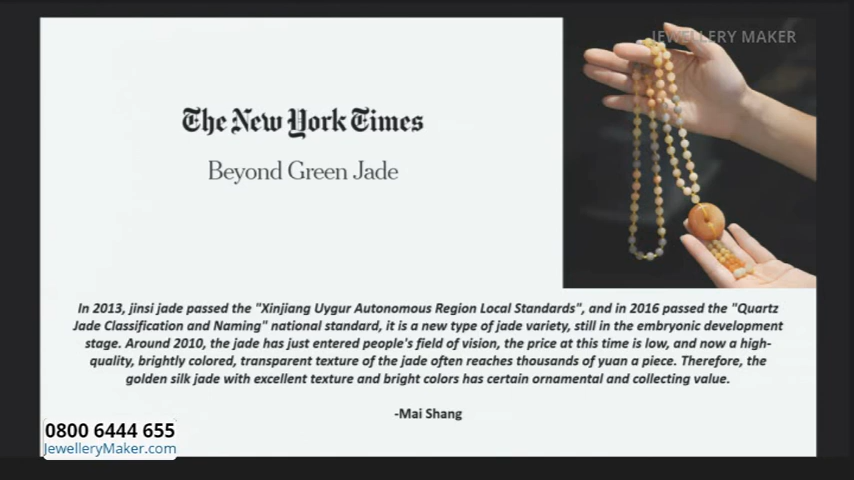 JEWELLERY MAKER
The New York Times
Beyond Green Jade
In 2013, jinsi jade passed the "Xinjiang Uygur Autonomous Region Local Standards", and in 2016 passed the "Quartz
Jade Classification and Naming" national standard, it is a new type of jade variety, still in the embryonic development
stage. Around 2010, the jade has just entered people's field of vision, the price at this time is low, and now a high-
quality, brightly colored, transparent texture of the jade often reaches thousands of yuan a piece. Therefore, the
golden silk jade with excellent texture and bright colors has certain ornamental and collecting value.
-Mai Shang
0800 6444 655
JewelleryMaker.com